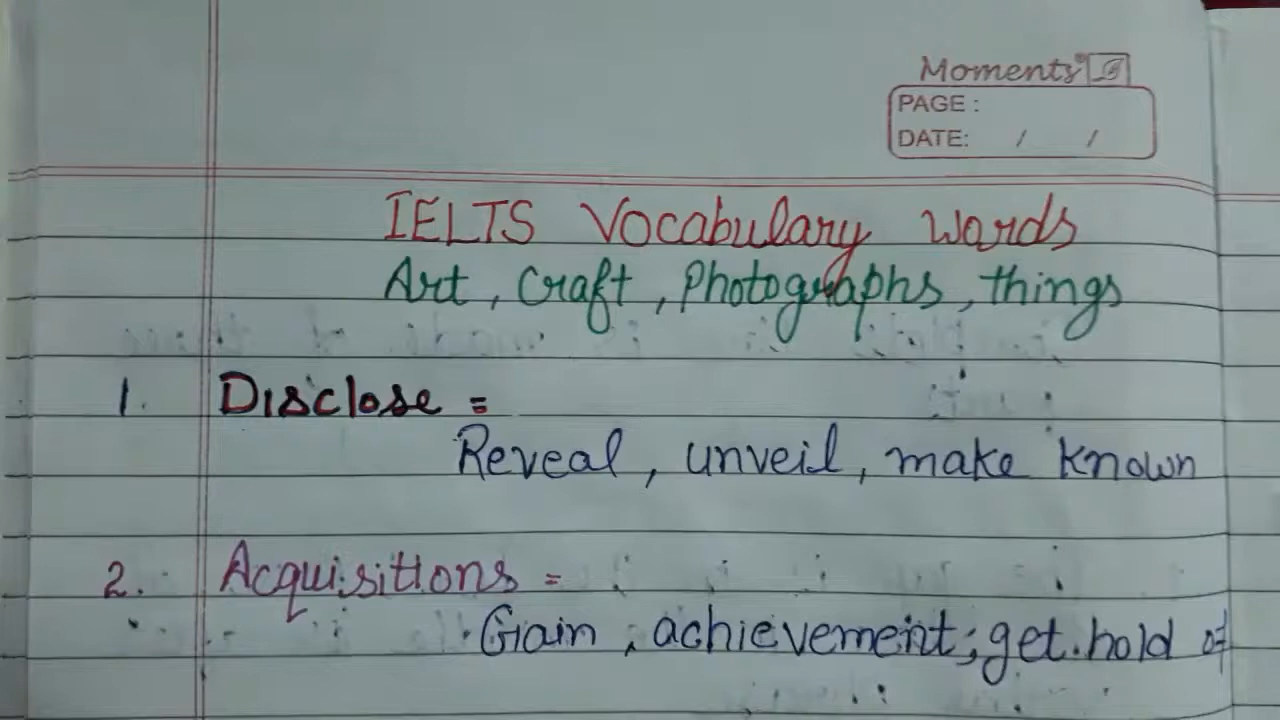 Moments
PAGE :
DATE: / /
IELTS Vocabulary Words
Art, Craft, Photographs, things
1. Disclose =
Reveal, unveil, make known
2. Acquisitions =
Gain, achievement; get hold of